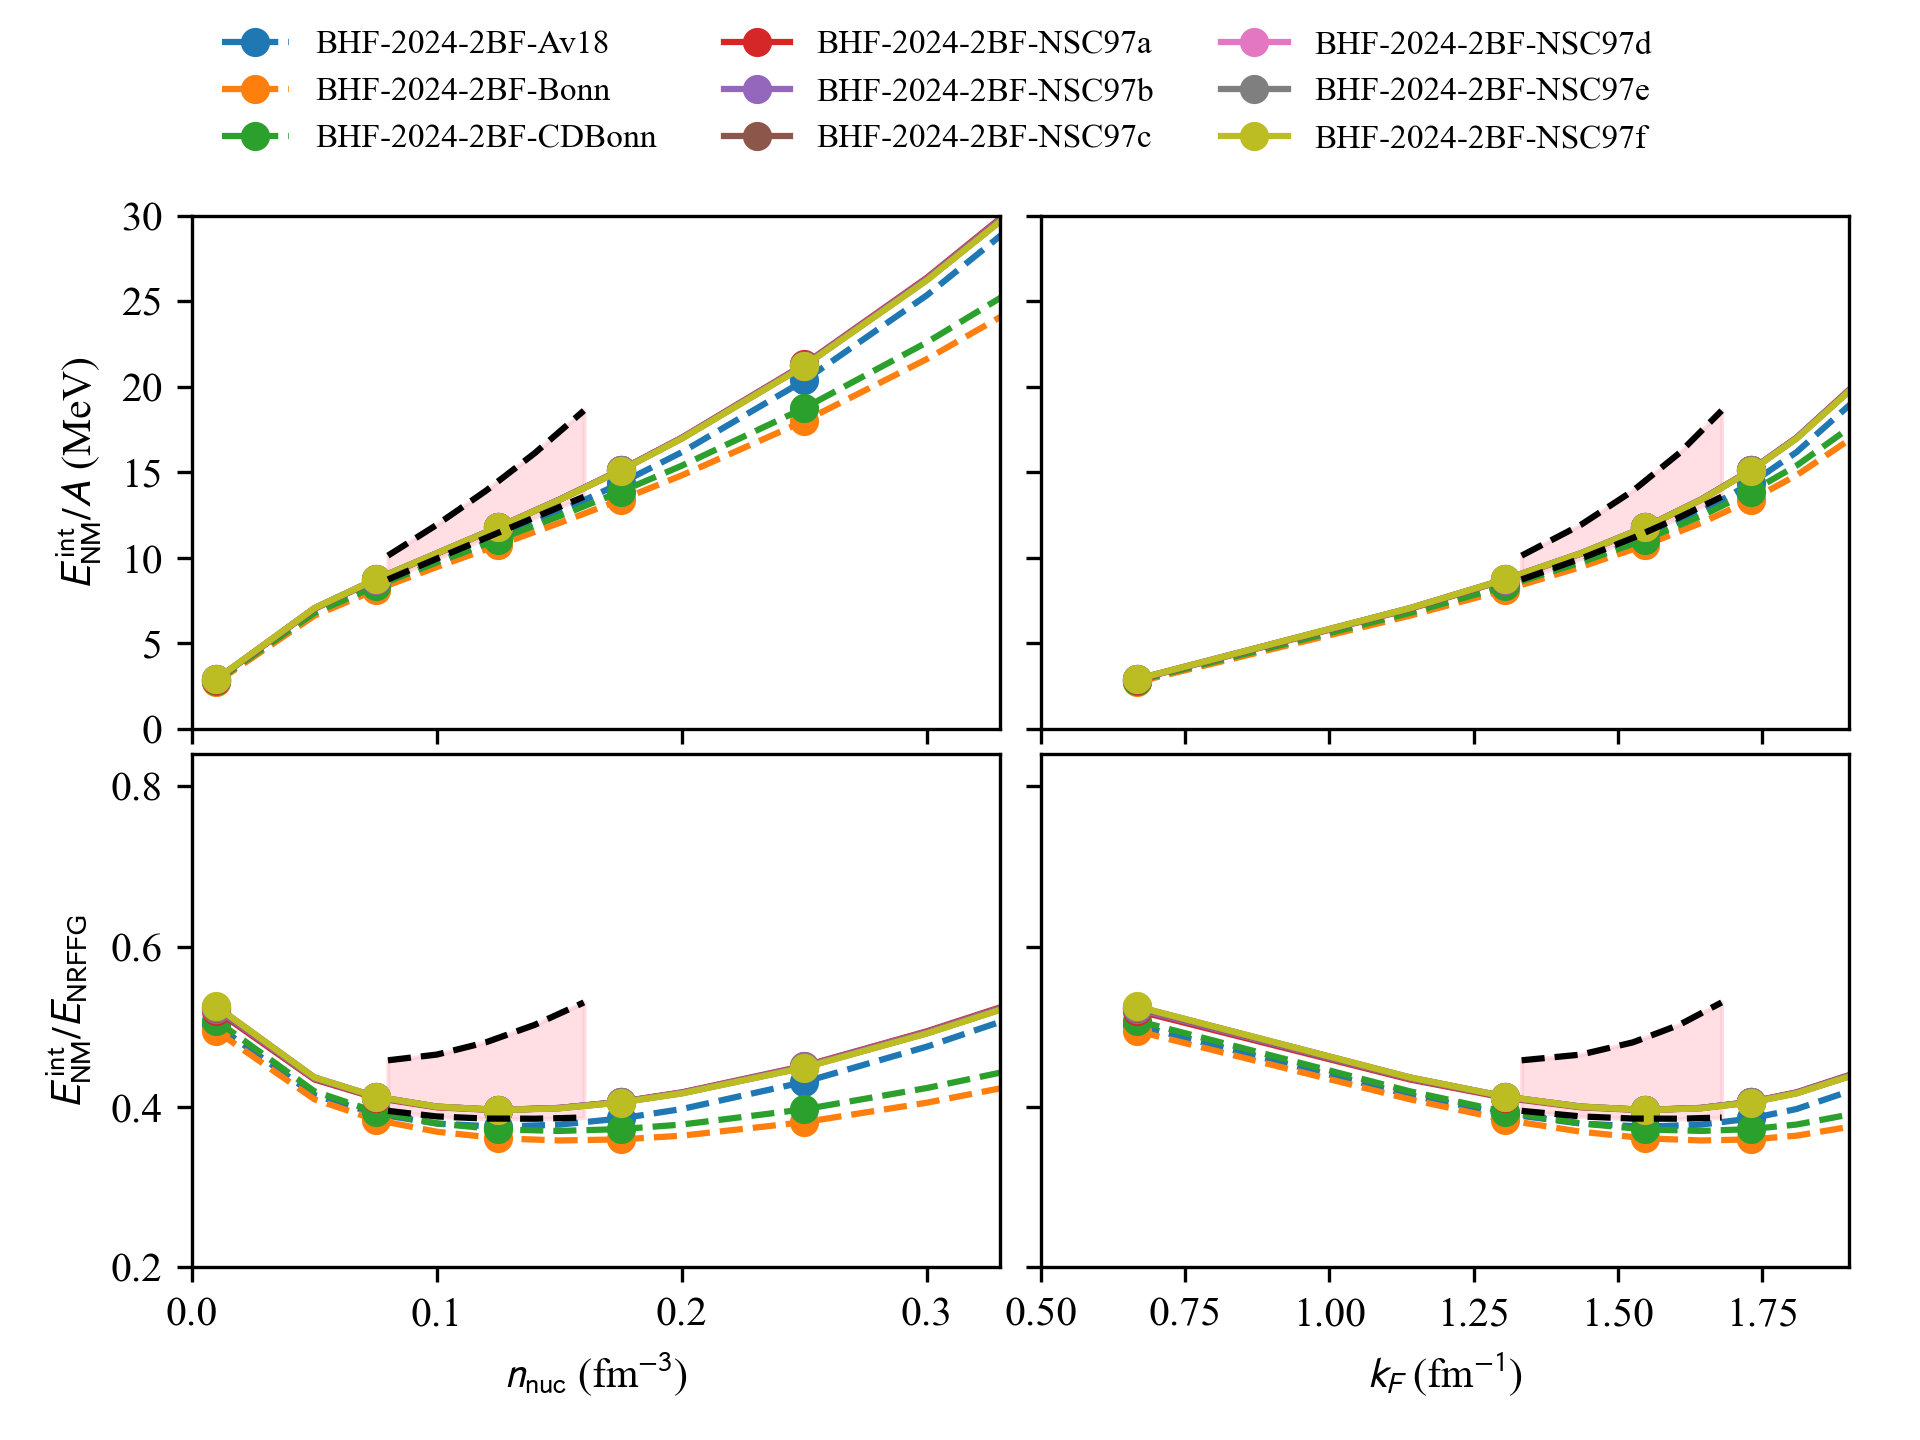 BHF-2024-2BF-Av18
BHF-2024-2BF-Bonn
BHF-2024-2BF-CDBonn
BHF-2024-2BF-NSC97a
BHF-2024-2BF-NSC97b
BHF-2024-2BF-NSC97c
BHF-2024-2BF-NSC97d
BHF-2024-2BF-NSC97e
BHF-2024-2BF-NSC97f
E_NM^int/A (MeV)
30
25
20
15
10
5
0
E_NM^int/E_NRFFG
0.8
0.6
0.4
0.2
0.0 0.1 0.2 0.3
n_nuc (fm⁻³)
0.50 0.75 1.00 1.25 1.50 1.75
k_F (fm⁻¹)